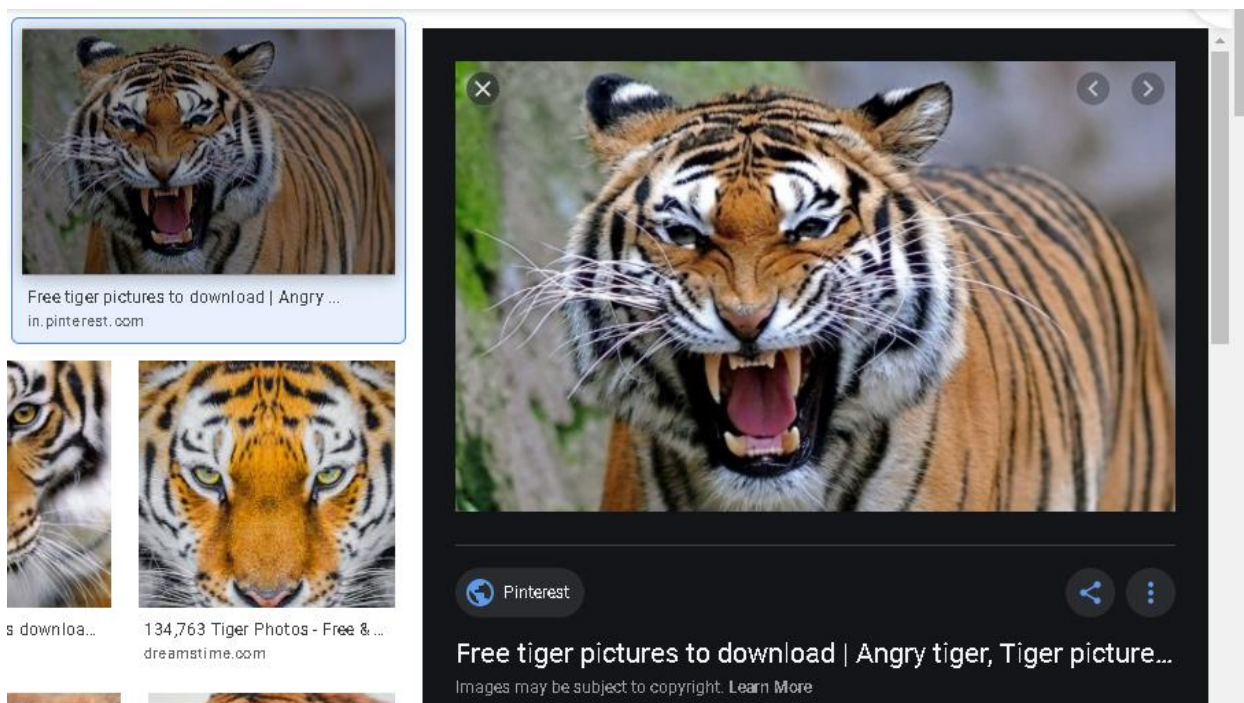 Free tiger pictures to download | Angry ...
in.pinterest.com
s downloa...
134,763 Tiger Photos - Free & ...
dreamstime.com
Pinterest
Free tiger pictures to download | Angry tiger, Tiger picture...
Images may be subject to copyright. Learn More